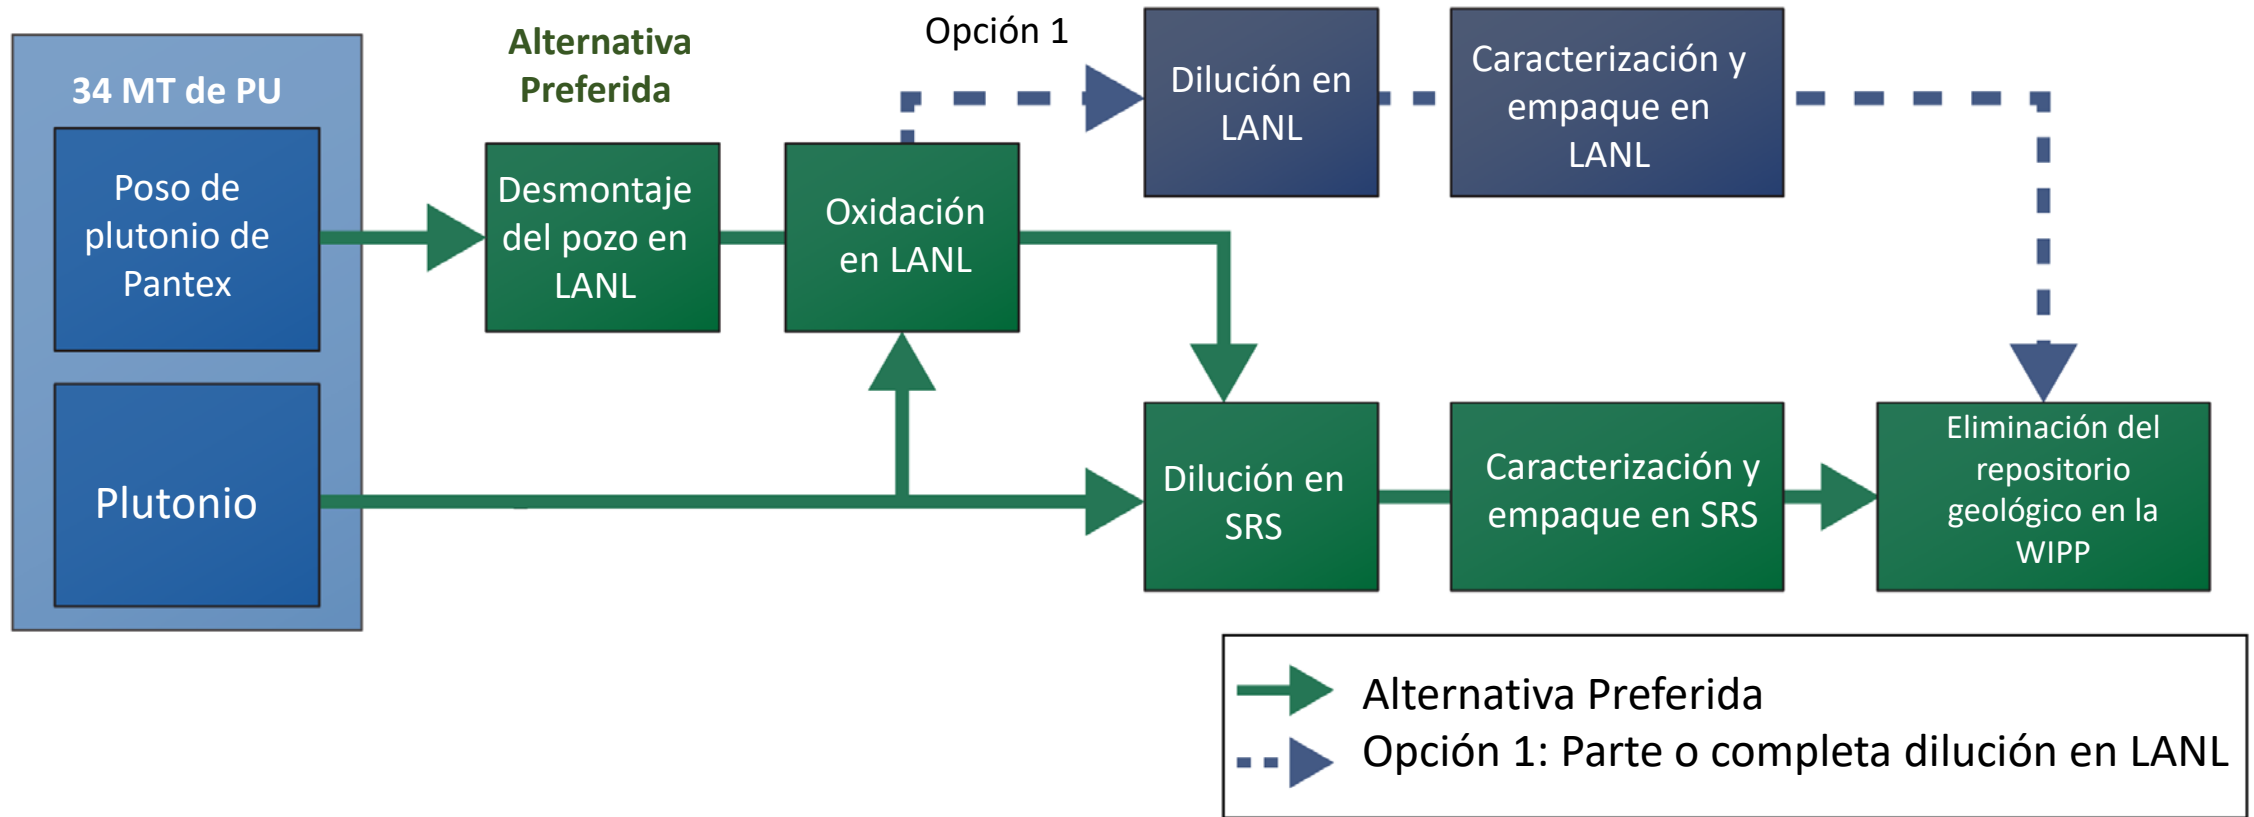 34 MT de PU
Poso de
plutonio de
Pantex
Plutonio
Alternativa
Preferida
Desmontaje
del pozo en
LANL
Oxidación
en LANL
Opción 1
Dilución en
LANL
Caracterización y
empaque en
LANL
Dilución en
SRS
Caracterización y
empaque en SRS
Eliminación del
repositorio
geológico en la
WIPP
Alternativa Preferida
Opción 1: Parte o completa dilución en LANL